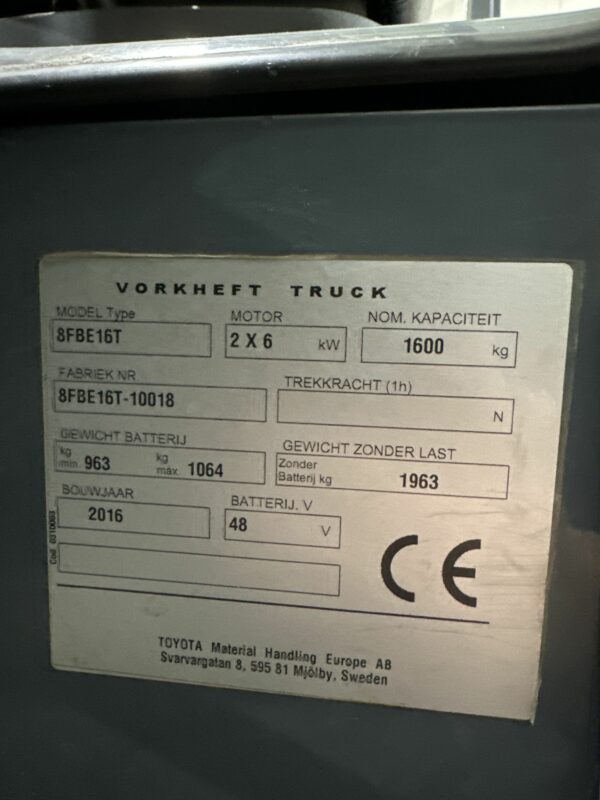 VORKHEFT TRUCK
MODEL Type
8FBE16T
MOTOR
2 X 6 kW
NOM. KAPACITEIT
1600 kg
FABRIEK NR
8FBE16T-10018
TREKKRACHT (1h)
N
GEWICHT BATTERIJ
kg min 963 kg max 1064
GEWICHT ZONDER LAST
Zonder
Batterij kg 1963
BOUWJAAR
2016
BATTERIJ. V
48 V
CE
TOYOTA Material Handling Europe AB
Svarvargatan 8, 595 81 Mjölby, Sweden